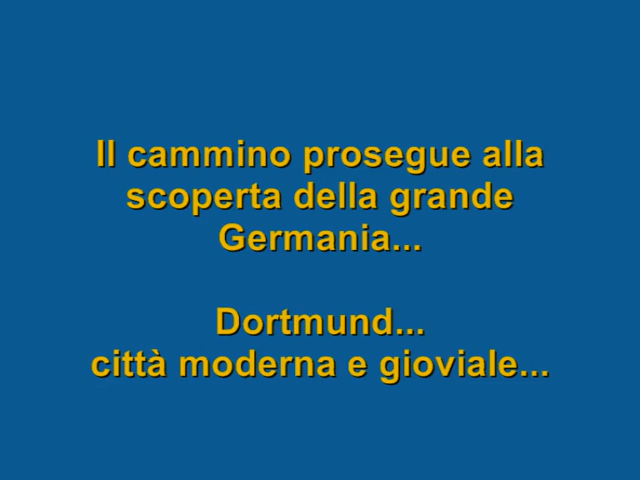 Il cammino prosegue alla
scoperta della grande
Germania...
Dortmund...
città moderna e gioviale...